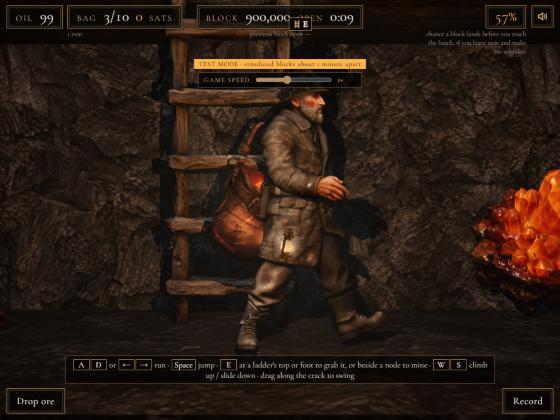 OIL 99
BAG 3/10 0 SATS
BLOCK 900,000 OPEN 0:09
E
57%
1 iron
previous block open —
chance a block lands before you reach
the hatch, if you leave now and make
no mistakes
TEST MODE · simulated blocks about 1 minute apart
GAME SPEED
A D or ← → run · Space jump · E at a ladder's top or foot to grab it, or beside a node to mine · W S climb
up / slide down · drag along the crack to swing
Drop ore
Record